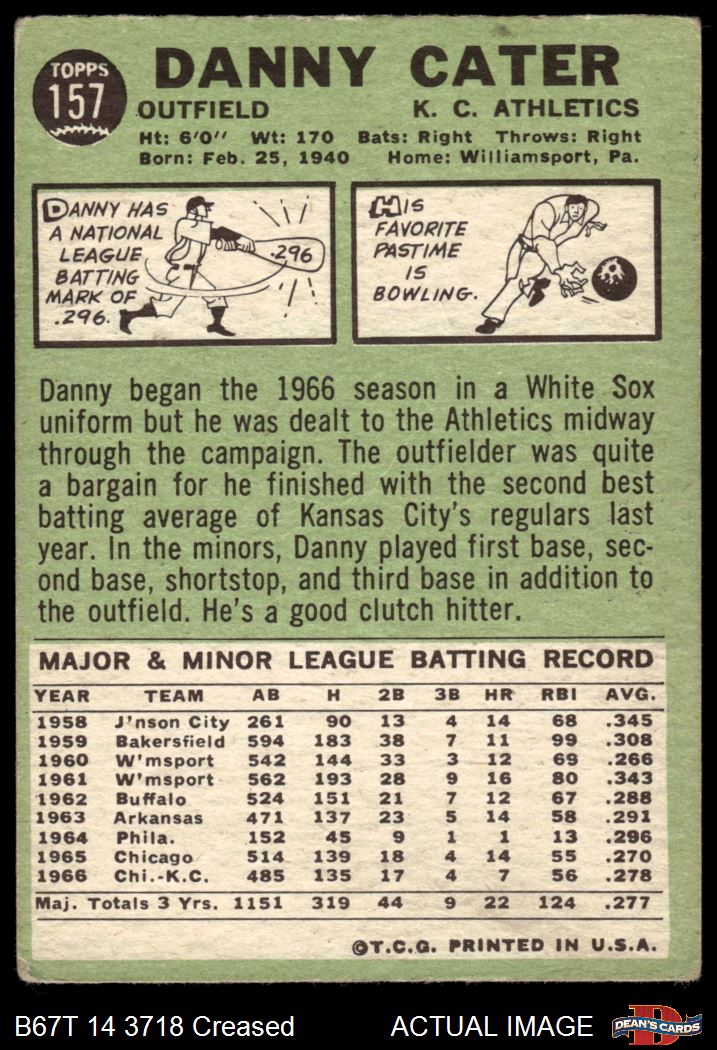 TOPPS
157
DANNY CATER
OUTFIELD K. C. ATHLETICS
Ht: 6'0" Wt: 170 Bats: Right Throws: Right
Born: Feb. 25, 1940 Home: Williamsport, Pa.
DANNY HAS
A NATIONAL
LEAGUE
BATTING
MARK OF
.296.
.296
HIS
FAVORITE
PASTIME
IS
BOWLING.
Danny began the 1966 season in a White Sox
uniform but he was dealt to the Athletics midway
through the campaign. The outfielder was quite
a bargain for he finished with the second best
batting average of Kansas City's regulars last
year. In the minors, Danny played first base, sec-
ond base, shortstop, and third base in addition to
the outfield. He's a good clutch hitter.
MAJOR & MINOR LEAGUE BATTING RECORD
YEAR TEAM AB H 2B 3B HR RBI AVG.
1958 J'nson City 261 90 13 4 14 68 .345
1959 Bakersfield 594 183 38 7 11 99 .308
1960 W'msport 542 144 33 3 12 69 .266
1961 W'msport 562 193 28 9 16 80 .343
1962 Buffalo 524 151 21 7 12 67 .288
1963 Arkansas 471 137 23 5 14 58 .291
1964 Phila. 152 45 9 1 1 13 .296
1965 Chicago 514 139 18 4 14 55 .270
1966 Chi.-K.C. 485 135 17 4 7 56 .278
Maj. Totals 3 Yrs. 1151 319 44 9 22 124 .277
©T.C.G. PRINTED IN U.S.A.
B67T 14 3718 Creased ACTUAL IMAGE
D
DEAN'S CARDS